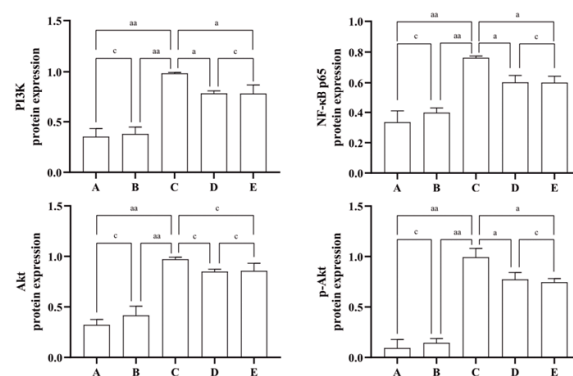 PI3K
protein expression
1.5
1.0
0.5
0.0
aa
a
c
aa
a
c
A B C D E
NF-κB p65
protein expression
1.0
0.8
0.6
0.4
0.2
0.0
aa
a
c
aa
a
c
A B C D E
Akt
protein expression
1.5
1.0
0.5
0.0
aa
c
c
aa
c
c
A B C D E
p-Akt
protein expression
1.5
1.0
0.5
0.0
aa
a
c
aa
a
c
A B C D E